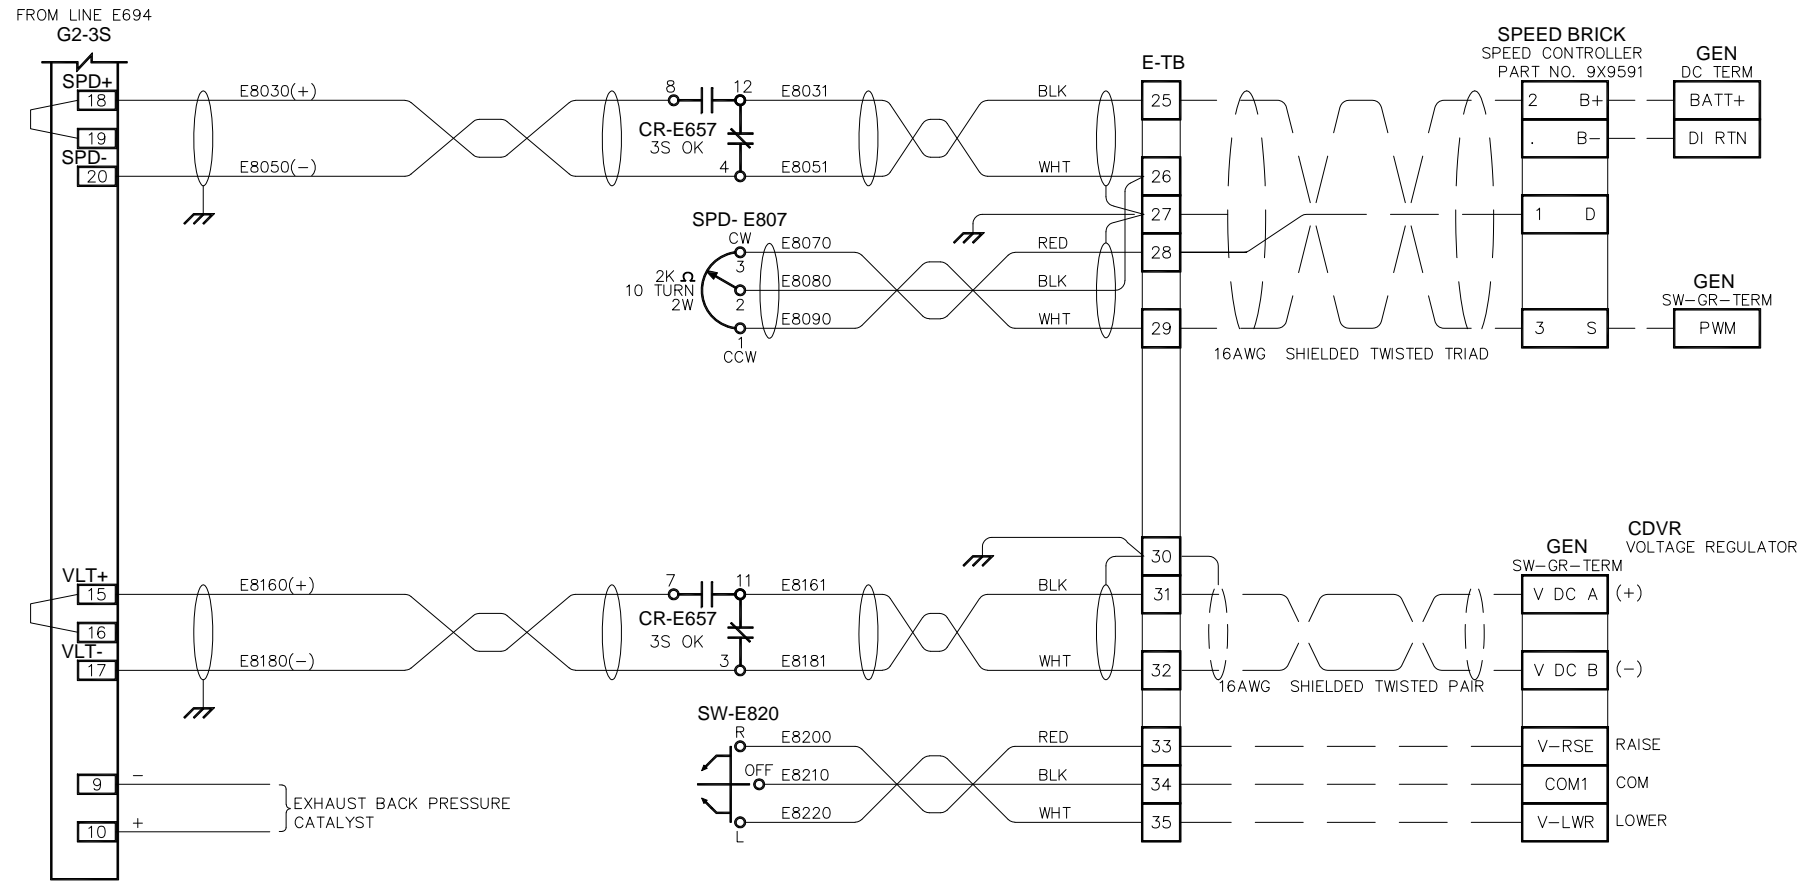 FROM LINE E694
G2-3S
SPD+
18
19
SPD-
20
E8030(+)
E8050(-)
8
12
CR-E657
3S OK
4
E8031
E8051
BLK
WHT
E-TB
25
26
27
28
29
SPD- E807
CW
3
2K Ω
10 TURN
2W
2
1
CCW
E8070
E8080
E8090
RED
BLK
WHT
16AWG SHIELDED TWISTED TRIAD
SPEED BRICK
SPEED CONTROLLER
PART NO. 9X9591
2 B+
. B-
1 D
3 S
GEN
DC TERM
BATT+
DI RTN
GEN
SW-GR-TERM
PWM
VLT+
15
16
VLT-
17
E8160(+)
E8180(-)
7
11
CR-E657
3S OK
3
E8161
E8181
BLK
WHT
30
31
32
16AWG SHIELDED TWISTED PAIR
CDVR
VOLTAGE REGULATOR
GEN
SW-GR-TERM
V DC A (+)
V DC B (-)
9 -
10 +
EXHAUST BACK PRESSURE
CATALYST
SW-E820
R
OFF
L
E8200
E8210
E8220
RED
BLK
WHT
33
34
35
V-RSE RAISE
COM1 COM
V-LWR LOWER